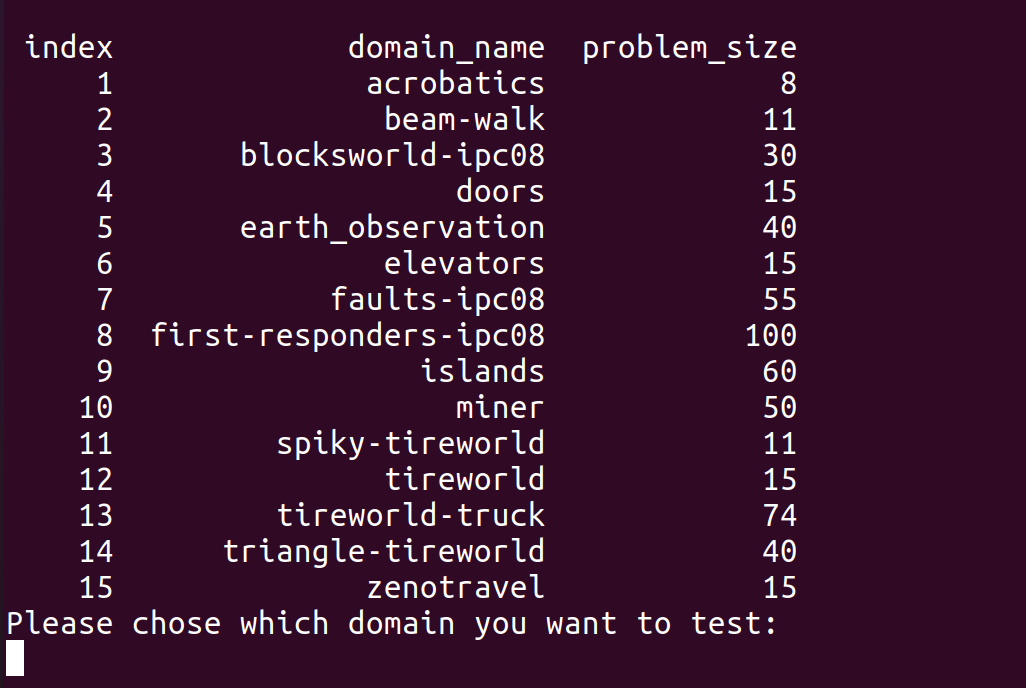 index domain_name problem_size
1 acrobatics 8
2 beam-walk 11
3 blocksworld-ipc08 30
4 doors 15
5 earth_observation 40
6 elevators 15
7 faults-ipc08 55
8 first-responders-ipc08 100
9 islands 60
10 miner 50
11 spiky-tireworld 11
12 tireworld 15
13 tireworld-truck 74
14 triangle-tireworld 40
15 zenotravel 15
Please chose which domain you want to test: